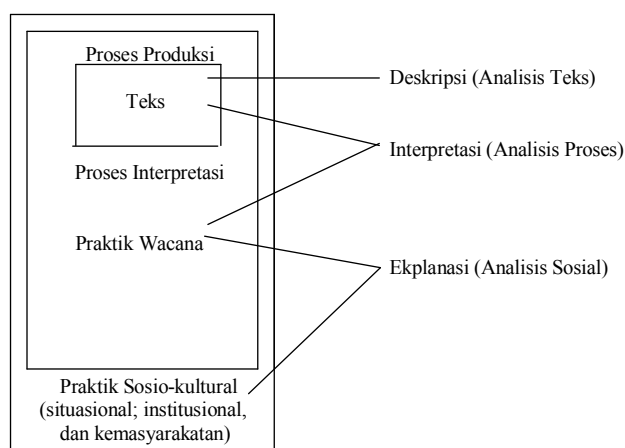 Proses Produksi
Teks
Proses Interpretasi
Praktik Wacana
Praktik Sosio-kultural
(situasional; institusional,
dan kemasyarakatan)
Deskripsi (Analisis Teks)
Interpretasi (Analisis Proses)
Ekplanasi (Analisis Sosial)